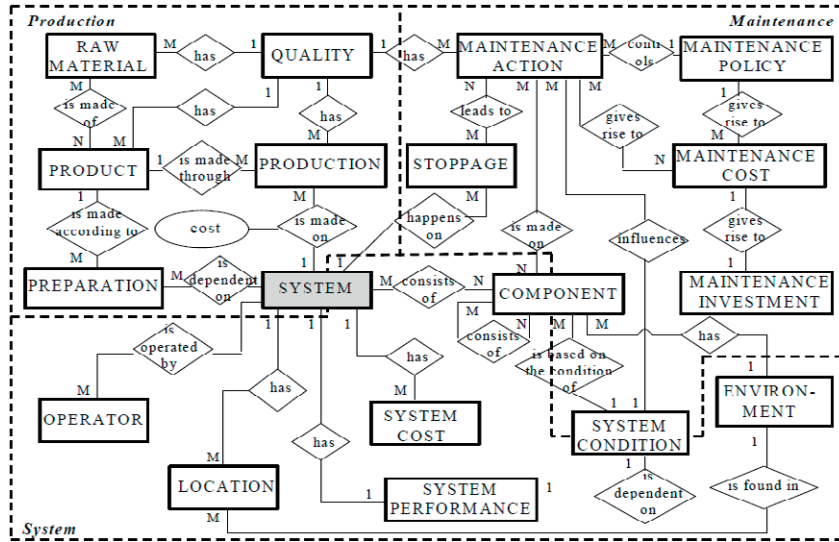 Production
Maintenance
RAW
MATERIAL
M
has
1
QUALITY
1
has
M
MAINTENANCE
ACTION
M
controls
1
MAINTENANCE
POLICY
M
is made
of
N
1
has
M
1
has
M
N
leads to
M
M
M
M
gives
rise to
N
1
gives
rise to
M
PRODUCT
1
is made
through
M
PRODUCTION
STOPPAGE
MAINTENANCE
COST
1
is made
according to
M
cost
M
is made
on
1
M
happens
on
1
is made
on
N
influences
1
1
gives
rise to
1
PREPARATION
M
is
dependent
on
1
SYSTEM
M
consists
of
N
COMPONENT
MAINTENANCE
INVESTMENT
is
operated
by
M
1
1
1
1
M
consists
of
N
M
is based on
the condition
of
1
M
has
1
OPERATOR
has
M
has
1
has
M
SYSTEM
COST
SYSTEM
CONDITION
ENVIRON-
MENT
LOCATION
M
SYSTEM
PERFORMANCE
1
1
is
dependent
on
1
is found in
System